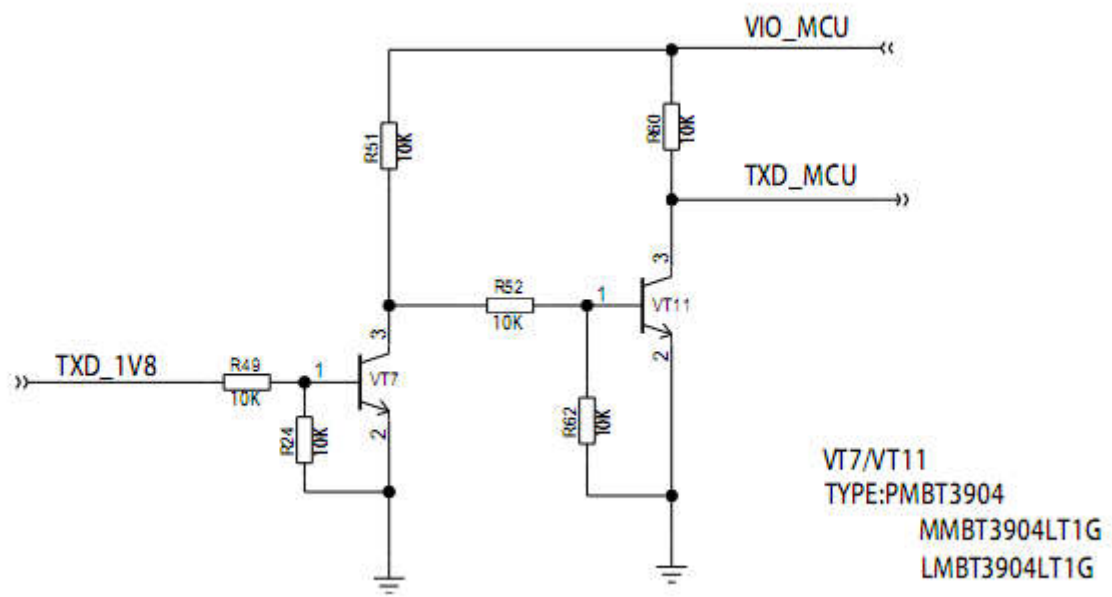 VIO_MCU
R51
10K
R60
10K
TXD_MCU
3
R52
10K
1
VT11
3
2
TXD_1V8
R49
10K
1
VT7
R24
10K
2
R62
10K
VT7/VT11
TYPE:PMBT3904
MMBT3904LT1G
LMBT3904LT1G